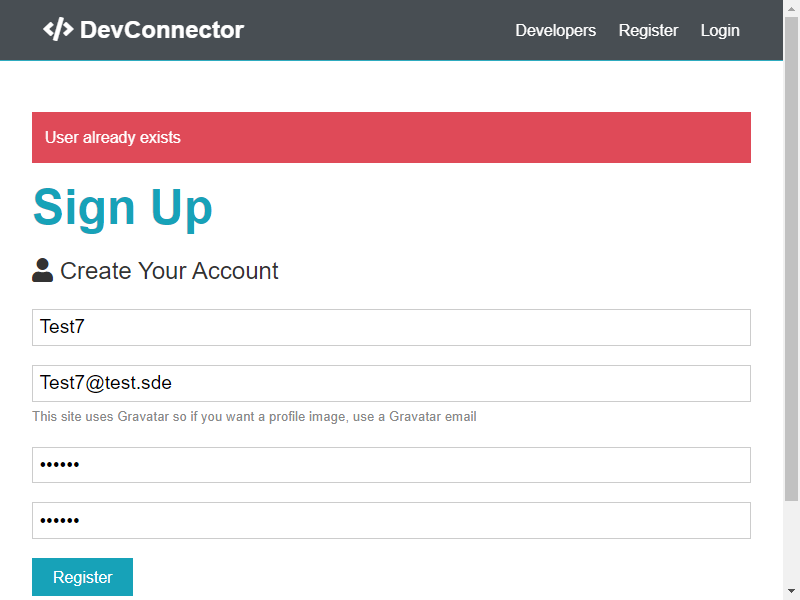 DevConnector
Developers Register Login
User already exists
Sign Up
Create Your Account
Test7
Test7@test.sde
This site uses Gravatar so if you want a profile image, use a Gravatar email
••••••
••••••
Register